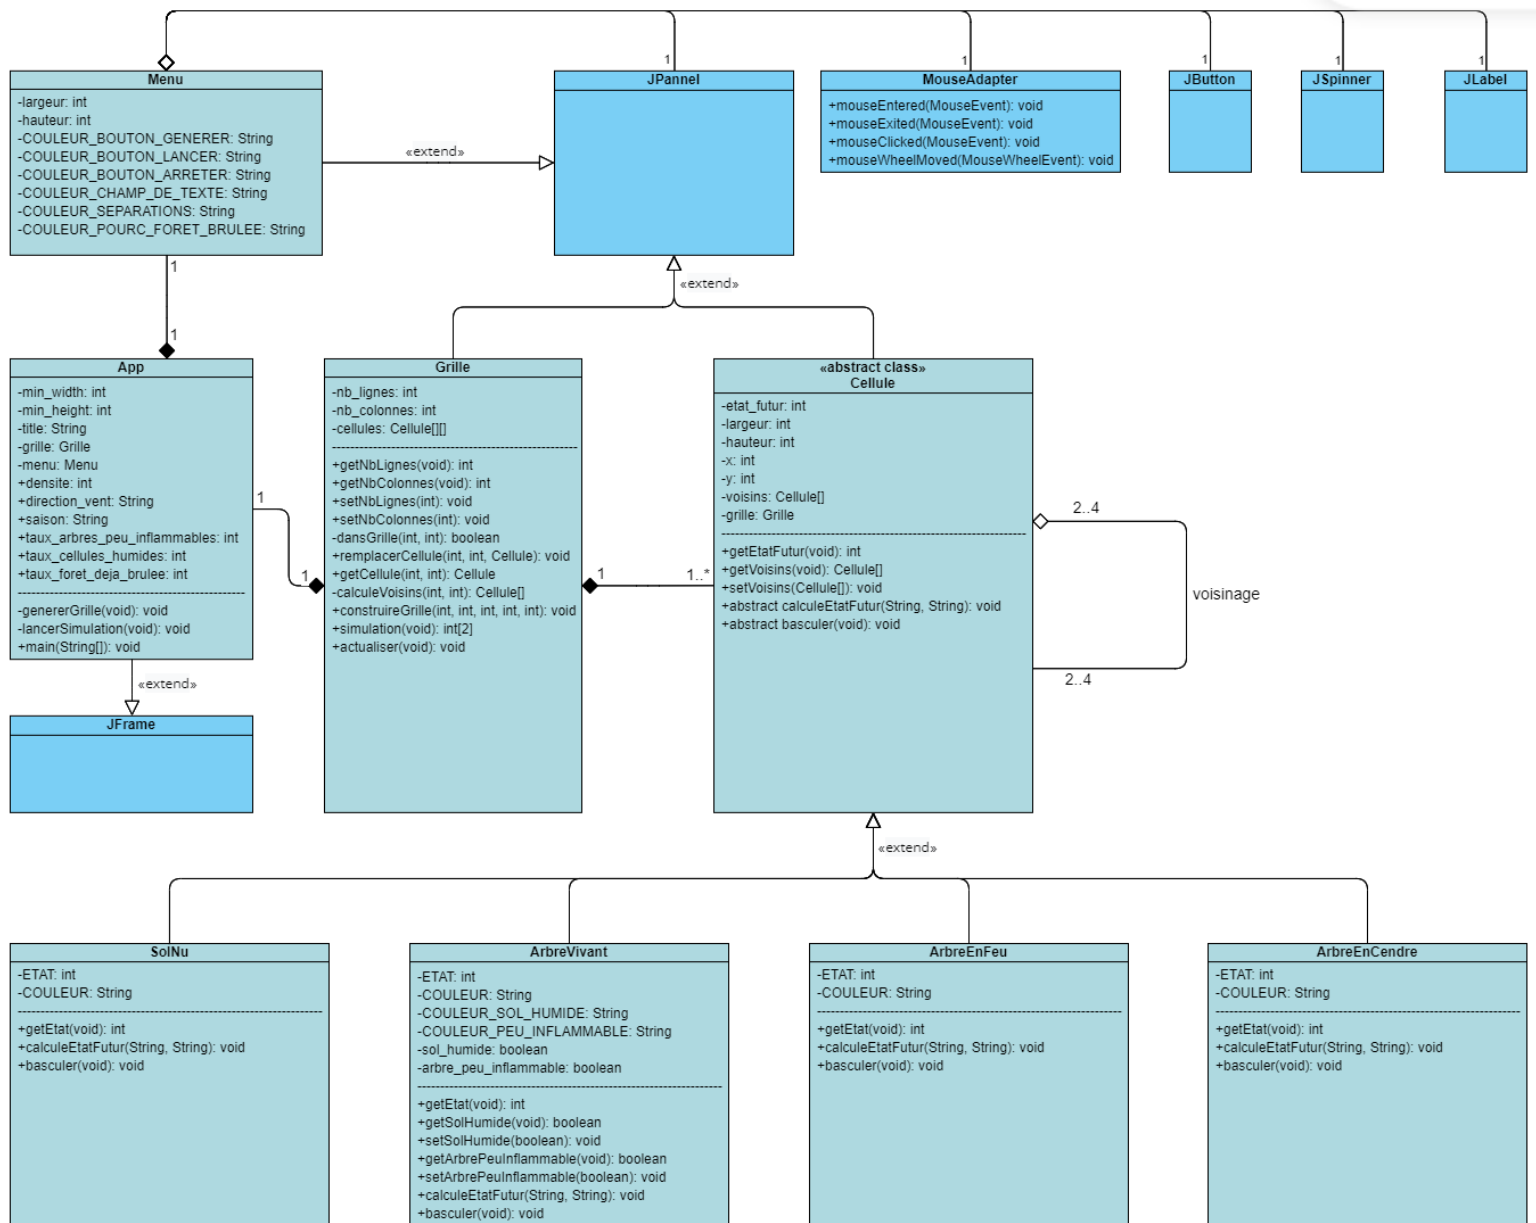 1
1
1
1
1
Menu
-largeur: int
-hauteur: int
-COULEUR_BOUTON_GENERER: String
-COULEUR_BOUTON_LANCER: String
-COULEUR_BOUTON_ARRETER: String
-COULEUR_CHAMP_DE_TEXTE: String
-COULEUR_SEPARATIONS: String
-COULEUR_POURC_FORET_BRULEE: String
«extend»
JPannel
MouseAdapter
+mouseEntered(MouseEvent): void
+mouseExited(MouseEvent): void
+mouseClicked(MouseEvent): void
+mouseWheelMoved(MouseWheelEvent): void
JButton
JSpinner
JLabel
1
1
«extend»
App
-min_width: int
-min_height: int
-title: String
-grille: Grille
-menu: Menu
+densite: int
+direction_vent: String
+saison: String
+taux_arbres_peu_inflammables: int
+taux_cellules_humides: int
+taux_foret_deja_brulee: int
-genererGrille(void): void
-lancerSimulation(void): void
+main(String[]): void
1
1
«extend»
JFrame
Grille
-nb_lignes: int
-nb_colonnes: int
-cellules: Cellule[][]
+getNbLignes(void): int
+getNbColonnes(void): int
+setNbLignes(int): void
+setNbColonnes(int): void
-dansGrille(int, int): boolean
+remplacerCellule(int, int, Cellule): void
+getCellule(int, int): Cellule
-calculeVoisins(int, int): Cellule[]
+construireGrille(int, int, int, int, int): void
+simulation(void): int[2]
+actualiser(void): void
1
1..*
«abstract class»
Cellule
-etat_futur: int
-largeur: int
-hauteur: int
-x: int
-y: int
-voisins: Cellule[]
-grille: Grille
+getEtatFutur(void): int
+getVoisins(void): Cellule[]
+setVoisins(Cellule[]): void
+abstract calculeEtatFutur(String, String): void
+abstract basculer(void): void
2..4
voisinage
2..4
«extend»
SolNu
-ETAT: int
-COULEUR: String
+getEtat(void): int
+calculeEtatFutur(String, String): void
+basculer(void): void
ArbreVivant
-ETAT: int
-COULEUR: String
-COULEUR_SOL_HUMIDE: String
-COULEUR_PEU_INFLAMMABLE: String
-sol_humide: boolean
-arbre_peu_inflammable: boolean
+getEtat(void): int
+getSolHumide(void): boolean
+setSolHumide(boolean): void
+getArbrePeuInflammable(void): boolean
+setArbrePeuInflammable(boolean): void
+calculeEtatFutur(String, String): void
+basculer(void): void
ArbreEnFeu
-ETAT: int
-COULEUR: String
+getEtat(void): int
+calculeEtatFutur(String, String): void
+basculer(void): void
ArbreEnCendre
-ETAT: int
-COULEUR: String
+getEtat(void): int
+calculeEtatFutur(String, String): void
+basculer(void): void